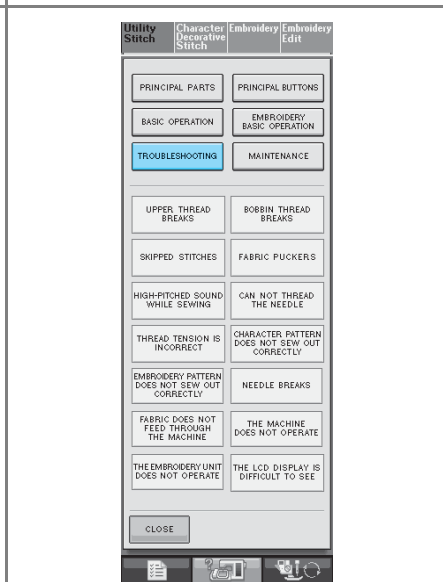 Utility
Stitch
Character
Decorative
Stitch
Embroidery
Embroidery
Edit
PRINCIPAL PARTS
PRINCIPAL BUTTONS
BASIC OPERATION
EMBROIDERY
BASIC OPERATION
TROUBLESHOOTING
MAINTENANCE
UPPER THREAD
BREAKS
BOBBIN THREAD
BREAKS
SKIPPED STITCHES
FABRIC PUCKERS
HIGH-PITCHED SOUND
WHILE SEWING
CAN NOT THREAD
THE NEEDLE
THREAD TENSION IS
INCORRECT
CHARACTER PATTERN
DOES NOT SEW OUT
CORRECTLY
EMBROIDERY PATTERN
DOES NOT SEW OUT
CORRECTLY
NEEDLE BREAKS
FABRIC DOES NOT
FEED THROUGH
THE MACHINE
THE MACHINE
DOES NOT OPERATE
THE EMBROIDERY UNIT
DOES NOT OPERATE
THE LCD DISPLAY IS
DIFFICULT TO SEE
CLOSE